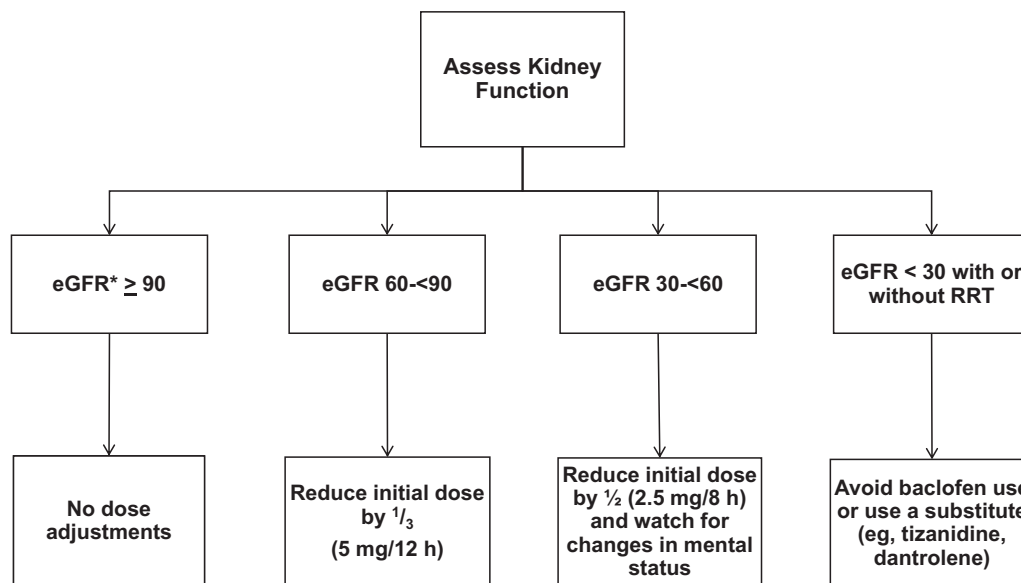 Assess Kidney
Function
eGFR* ≥ 90
eGFR 60-<90
eGFR 30-<60
eGFR < 30 with or
without RRT
No dose
adjustments
Reduce initial dose
by 1/3
(5 mg/12 h)
Reduce initial dose
by ½ (2.5 mg/8 h)
and watch for
changes in mental
status
Avoid baclofen use
or use a substitute
(eg, tizanidine,
dantrolene)